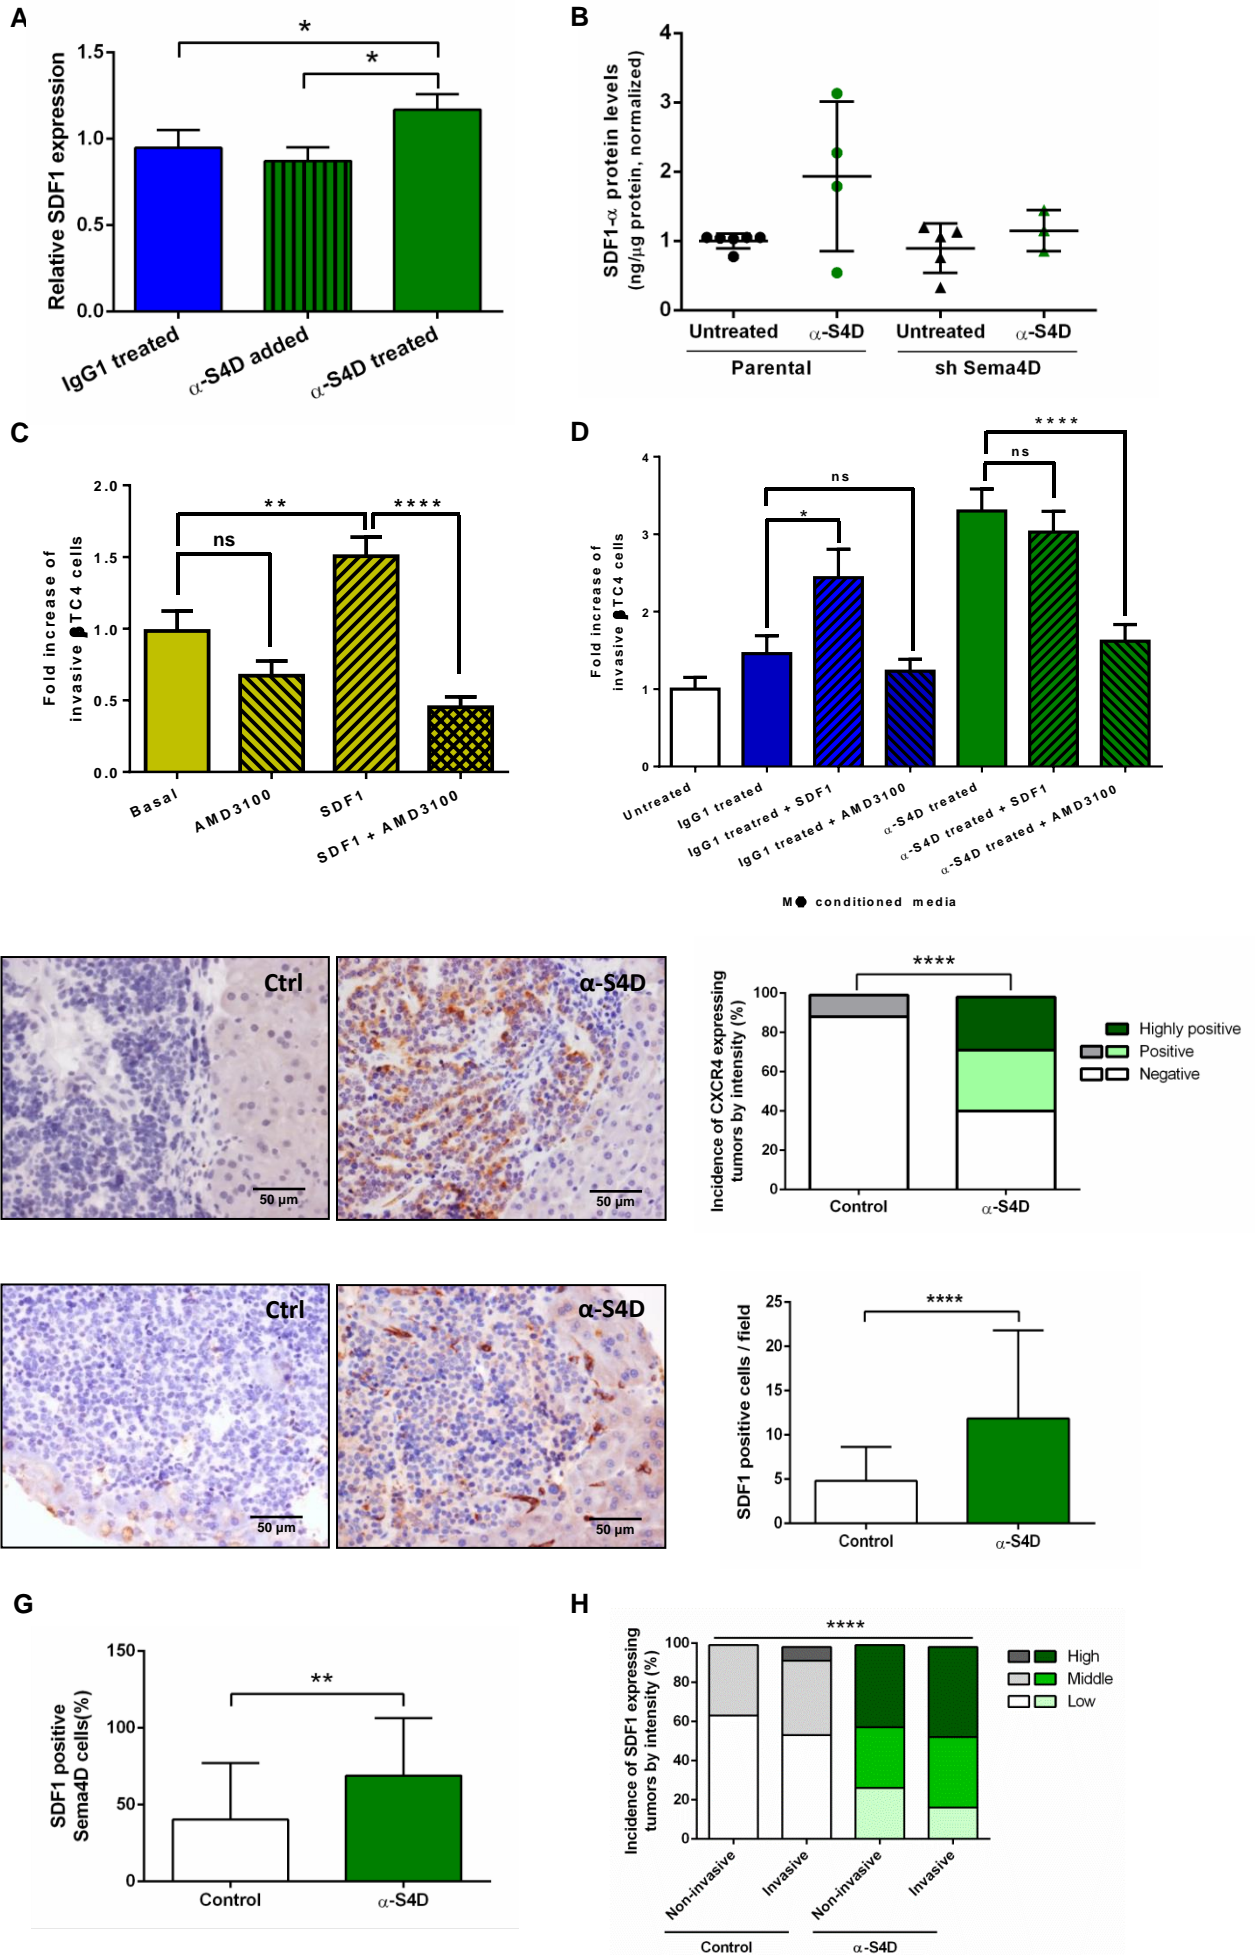 A
*
*
Relative SDF1 expression
1.5
1.0
0.5
0.0
IgG1 treated
α-S4D added
α-S4D treated
B
SDF1-α protein levels
(ng/μg protein, normalized)
4
3
2
1
0
Untreated α-S4D Untreated α-S4D
Parental sh Sema4D
C
Fold increase of
invasive βTC4 cells
2.0
1.5
1.0
0.5
0.0
** ****
ns
Basal
AMD3100
SDF1
SDF1 + AMD3100
D
Fold increase of
invasive βTC4 cells
4
3
2
1
0
****
ns
ns
*
Untreated
IgG1 treated
IgG1 treatred + SDF1
IgG1 treated + AMD3100
α-S4D treated
α-S4D treated + SDF1
α-S4D treated + AMD3100
conditioned media
Ctrl
50 μm
α-S4D
50 μm
Incidence of CXCR4 expressing
tumors by intensity (%)
100
80
60
40
20
0
****
Control α-S4D
Highly positive
Positive
Negative
Ctrl
50 μm
α-S4D
50 μm
SDF1 positive cells / field
25
20
15
10
5
0
****
Control α-S4D
G
SDF1 positive
Sema4D cells(%)
150
100
50
0
**
Control α-S4D
H
Incidence of SDF1 expressing
tumors by intensity (%)
100
80
60
40
20
0
****
Non-invasive
Invasive
Non-invasive
Invasive
Control α-S4D
High
Middle
Low